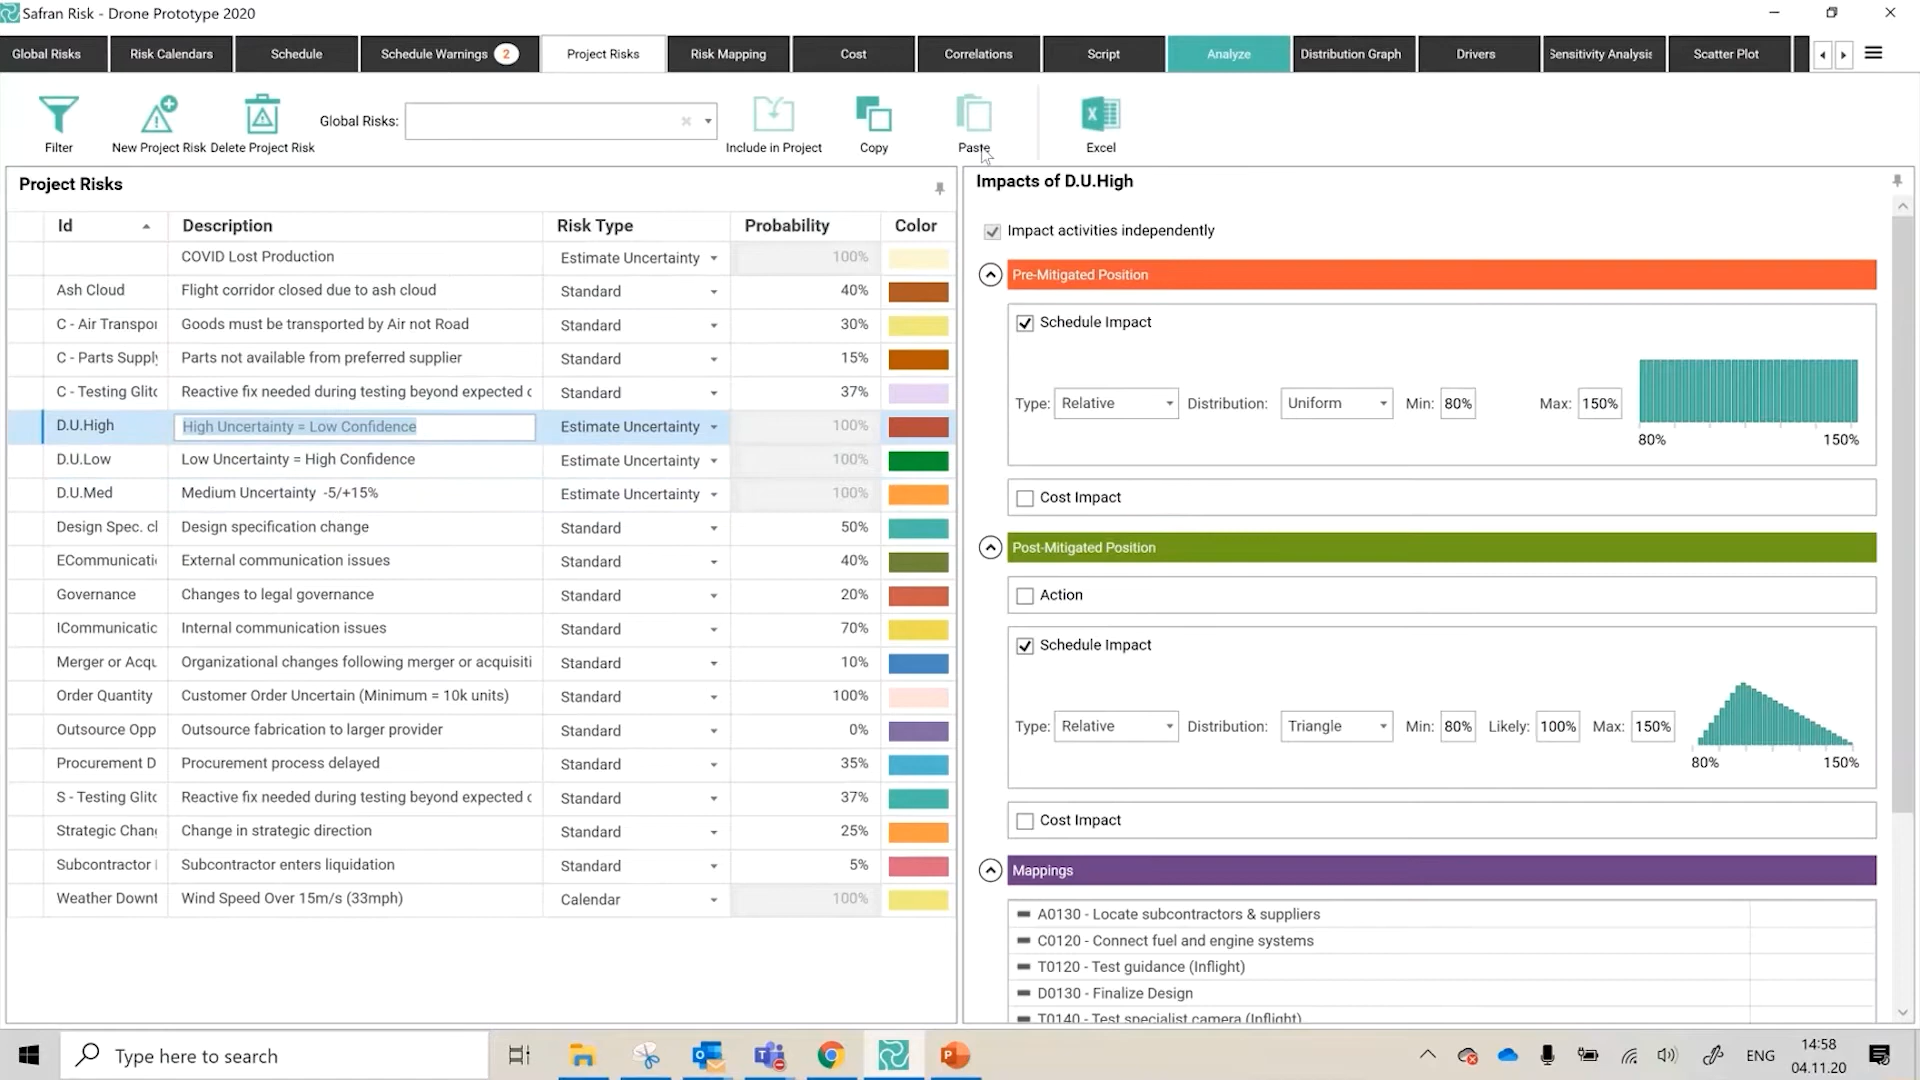 Safran Risk - Drone Prototype 2020
Global Risks
Risk Calendars
Schedule
Schedule Warnings 2
Project Risks
Risk Mapping
Cost
Correlations
Script
Analyze
Distribution Graph
Drivers
Sensitivity Analysis
Scatter Plot
Filter
New Project Risk
Delete Project Risk
Global Risks:
Include in Project
Copy
Paste
Excel
Project Risks
Id Description Risk Type Probability Color
COVID Lost Production Estimate Uncertainty 100%
Ash Cloud Flight corridor closed due to ash cloud Standard 40%
C - Air Transpor Goods must be transported by Air not Road Standard 30%
C - Parts Supply Parts not available from preferred supplier Standard 15%
C - Testing Glitc Reactive fix needed during testing beyond expected c Standard 37%
D.U.High High Uncertainty = Low Confidence Estimate Uncertainty 100%
D.U.Low Low Uncertainty = High Confidence Estimate Uncertainty 100%
D.U.Med Medium Uncertainty -5/+15% Estimate Uncertainty 100%
Design Spec. cl Design specification change Standard 50%
ECommunicati External communication issues Standard 40%
Governance Changes to legal governance Standard 20%
ICommunicatic Internal communication issues Standard 70%
Merger or Acqu Organizational changes following merger or acquisiti Standard 10%
Order Quantity Customer Order Uncertain (Minimum = 10k units) Standard 100%
Outsource Opp Outsource fabrication to larger provider Standard 0%
Procurement D Procurement process delayed Standard 35%
S - Testing Glitc Reactive fix needed during testing beyond expected c Standard 37%
Strategic Chang Change in strategic direction Standard 25%
Subcontractor Subcontractor enters liquidation Standard 5%
Weather Downt Wind Speed Over 15m/s (33mph) Calendar 100%
Impacts of D.U.High
Impact activities independently
Pre-Mitigated Position
Schedule Impact
Type: Relative Distribution: Uniform Min: 80% Max: 150%
80% 150%
Cost Impact
Post-Mitigated Position
Action
Schedule Impact
Type: Relative Distribution: Triangle Min: 80% Likely: 100% Max: 150%
80% 150%
Cost Impact
Mappings
A0130 - Locate subcontractors & suppliers
C0120 - Connect fuel and engine systems
T0120 - Test guidance (Inflight)
D0130 - Finalize Design
T0140 - Test specialist camera (Inflight)
Type here to search
ENG
14:58
04.11.20